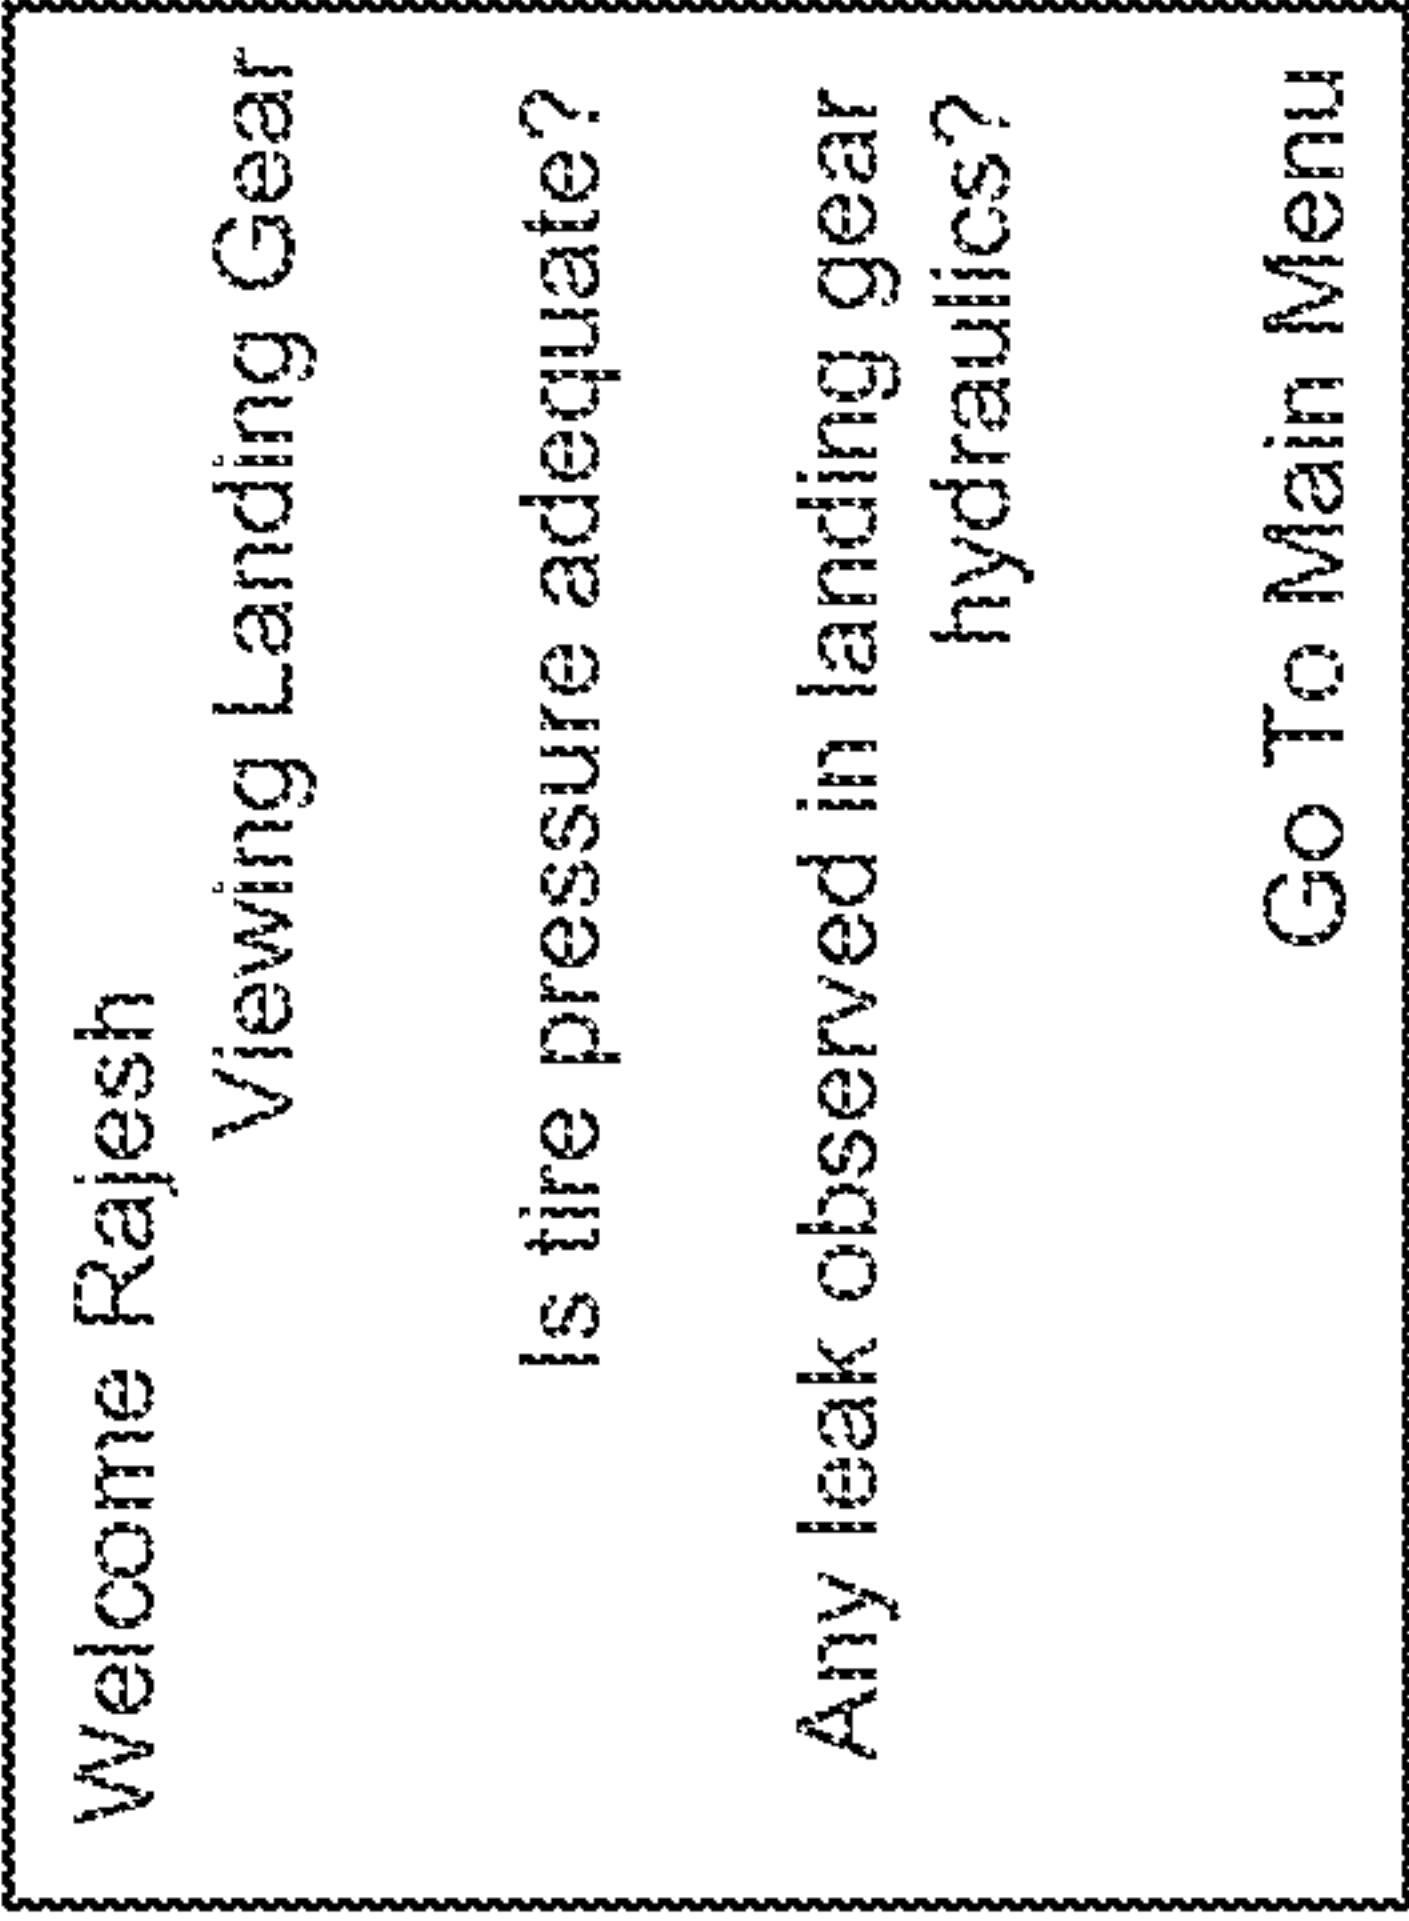 Welcome Rajesh
Viewing Landing Gear
Is tire pressure adequate?
Any leak observed in landing gear
hydraulics?
Go To Main Menu